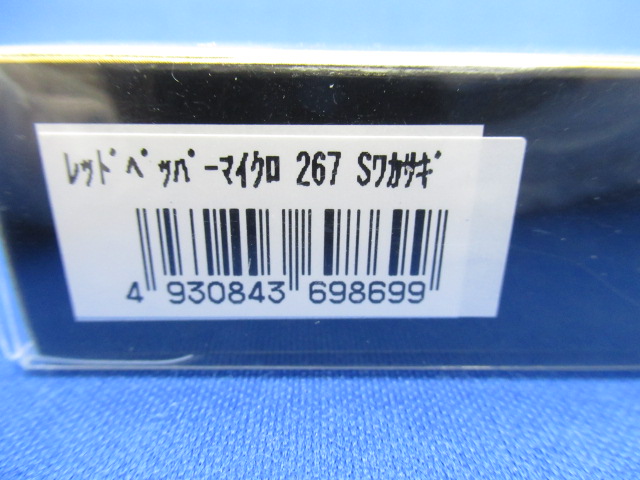 ﾚｯﾄﾞﾍﾟｯﾊﾟｰﾏｲｸﾛ 267 Sﾜｶｻｷﾞ
4 930843 698699